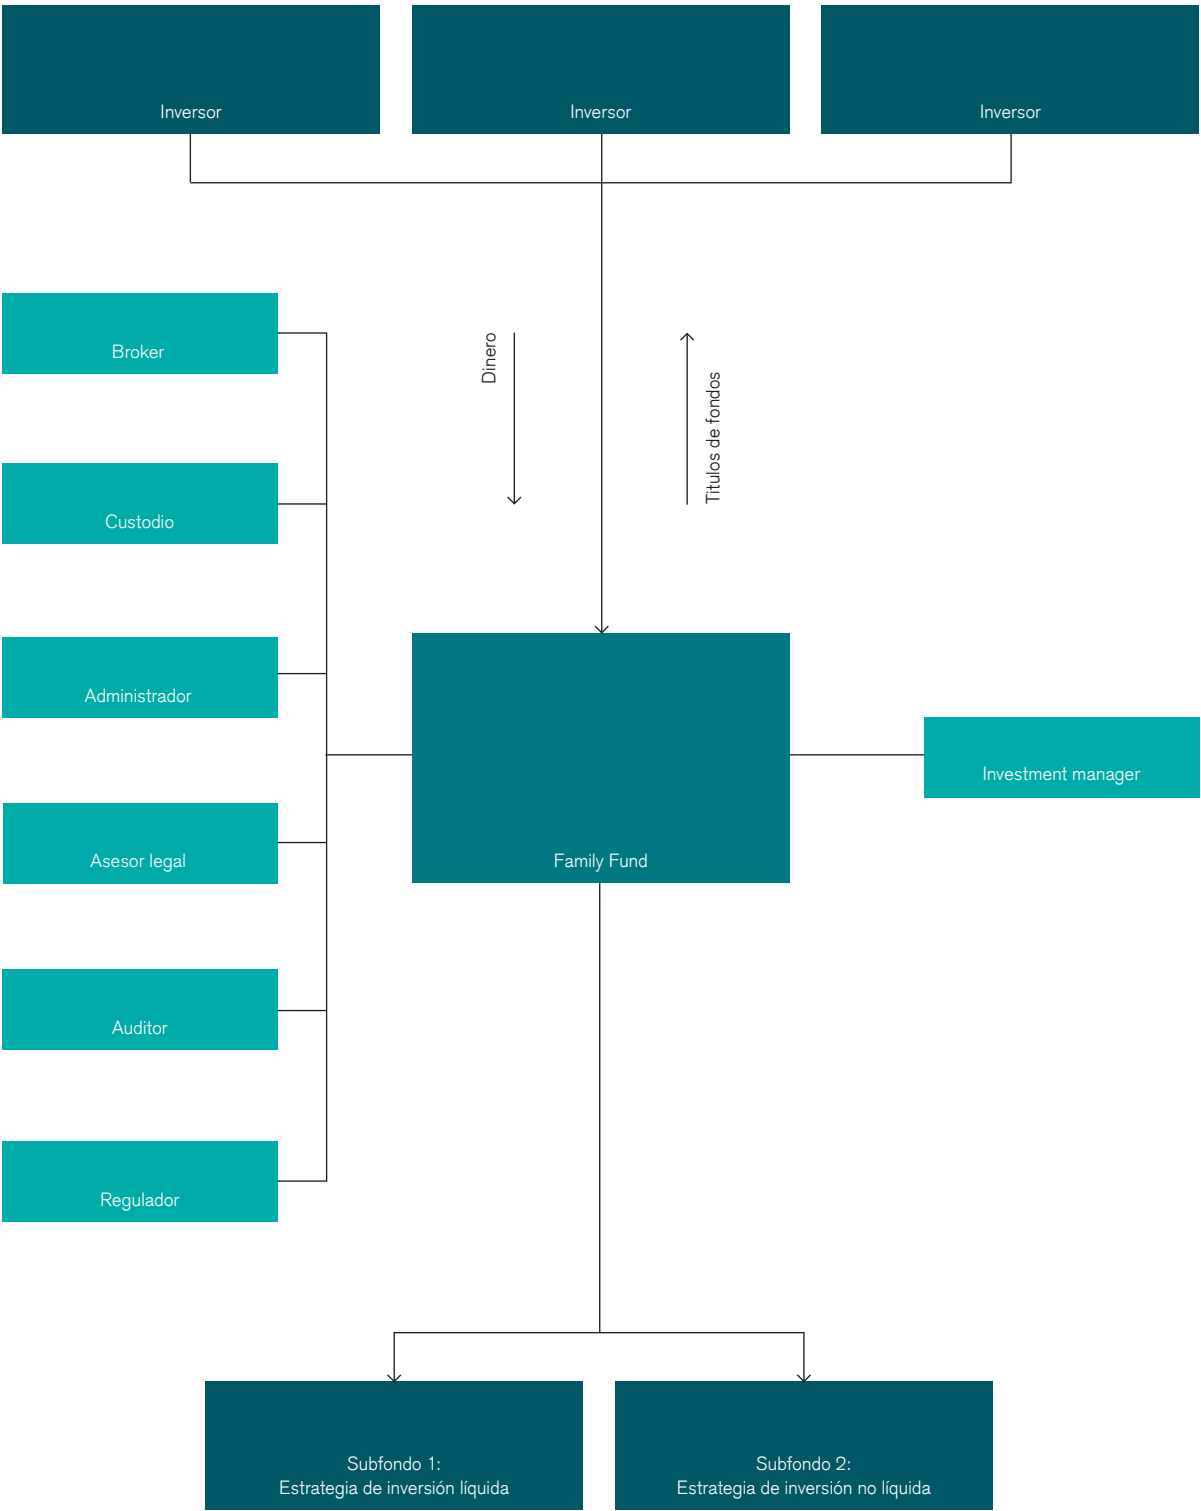 Inversor
Inversor
Inversor
Broker
Custodio
Administrador
Asesor legal
Auditor
Regulador
Dinero
Titulos de fondos
Family Fund
Investment manager
Subfondo 1:
Estrategia de inversión líquida
Subfondo 2:
Estrategia de inversión no líquida